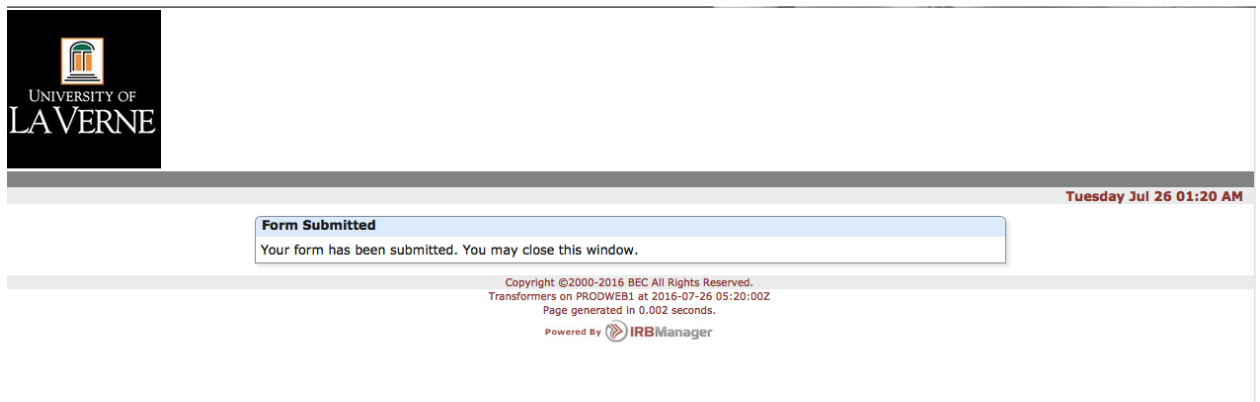 UNIVERSITY OF
LA VERNE
Tuesday Jul 26 01:20 AM
Form Submitted
Your form has been submitted. You may close this window.
Copyright ©2000-2016 BEC All Rights Reserved.
Transformers on PRODWEB1 at 2016-07-26 05:20:00Z
Page generated in 0.002 seconds.
Powered By IRBManager